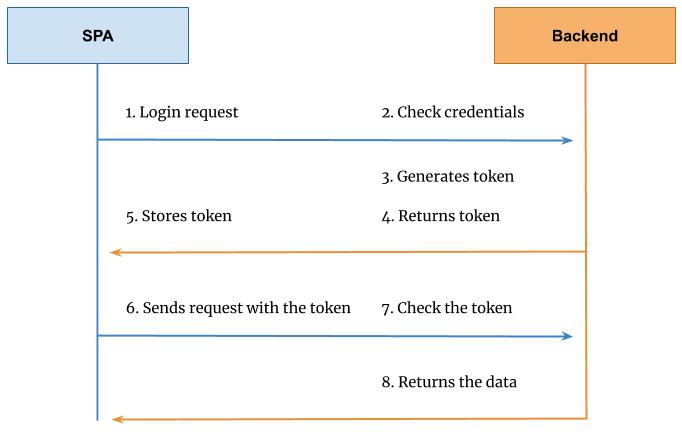 SPA
Backend
1. Login request
2. Check credentials
3. Generates token
5. Stores token
4. Returns token
6. Sends request with the token
7. Check the token
8. Returns the data